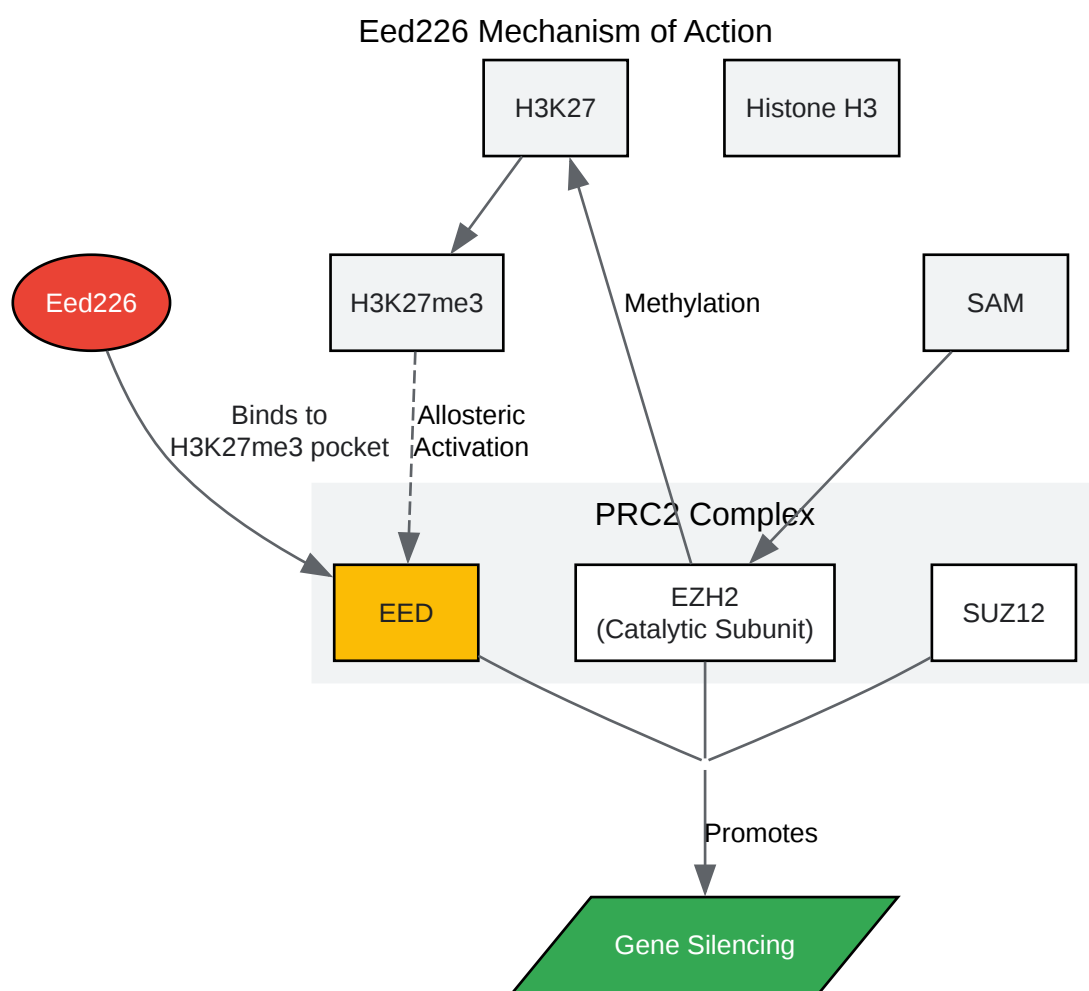 Eed226 Mechanism of Action
H3K27
Histone H3
Eed226
H3K27me3
Methylation
SAM
Binds to
H3K27me3 pocket
Allosteric
Activation
PRC2 Complex
EED
EZH2
(Catalytic Subunit)
SUZ12
Promotes
Gene Silencing